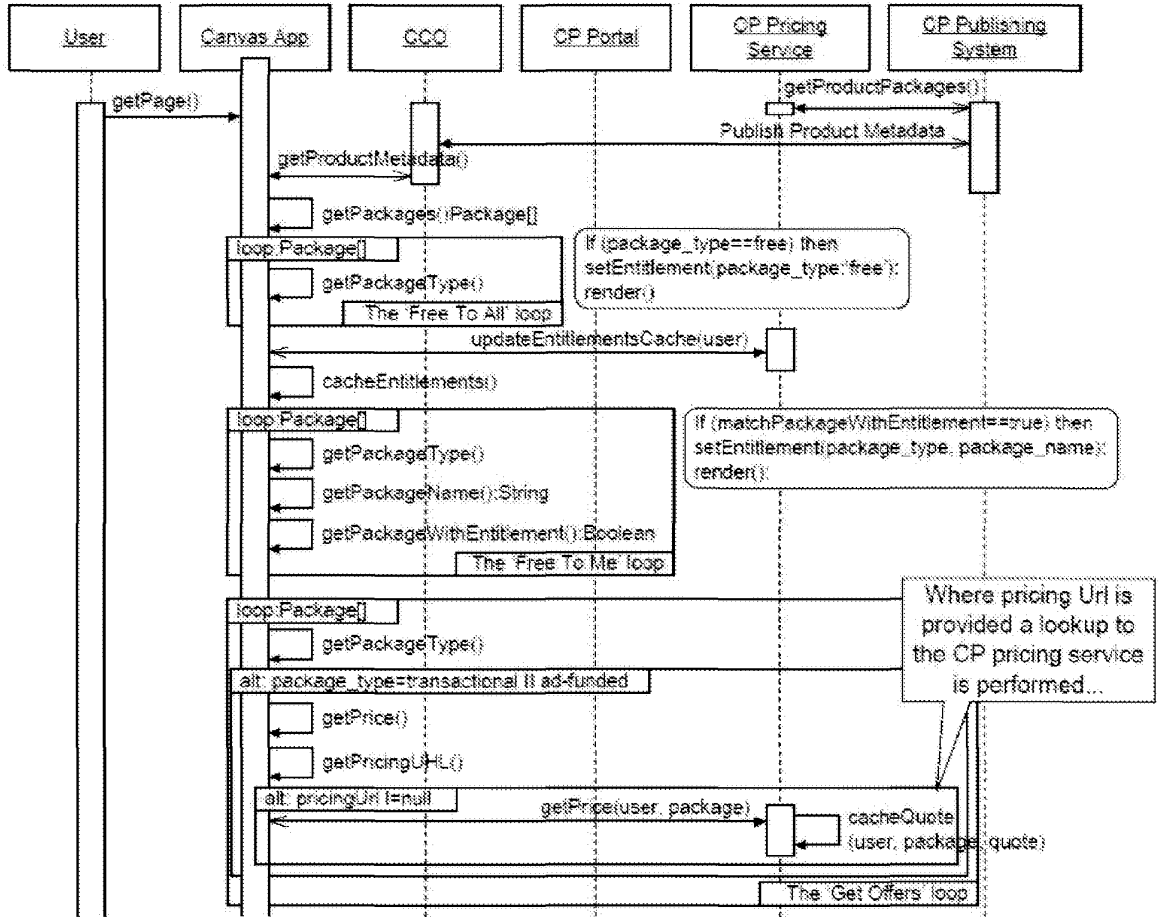 User
Canvas App
CCO
CP Portal
CP Pricing
Service
CP Publishing
System
getProductPackages()
getPage()
Publish Product Metadata
getProductMetadata()
getPackages():Package[]
loop:Package[]
If (package_type==free) then
setEntitlement(package_type:'free');
render()
getPackageType()
The 'Free To All' loop
updateEntitlementsCache(user)
cacheEntitlements()
loop:Package[]
If (matchPackageWithEntitlement==true) then
setEntitlement(package_type, package_name);
render();
getPackageType()
getPackageName():String
getPackageWithEntitlement():Boolean
The 'Free To Me' loop
loop:Package[]
Where pricing Url is
provided a lookup to
the CP pricing service
is performed...
getPackageType()
alt: package_type=transactional II ad-funded
getPrice()
getPricingUHL()
alt: pricingUrl !=null
getPrice(user, package)
cacheQuote
(user, package, quote)
The 'Get Offers' loop